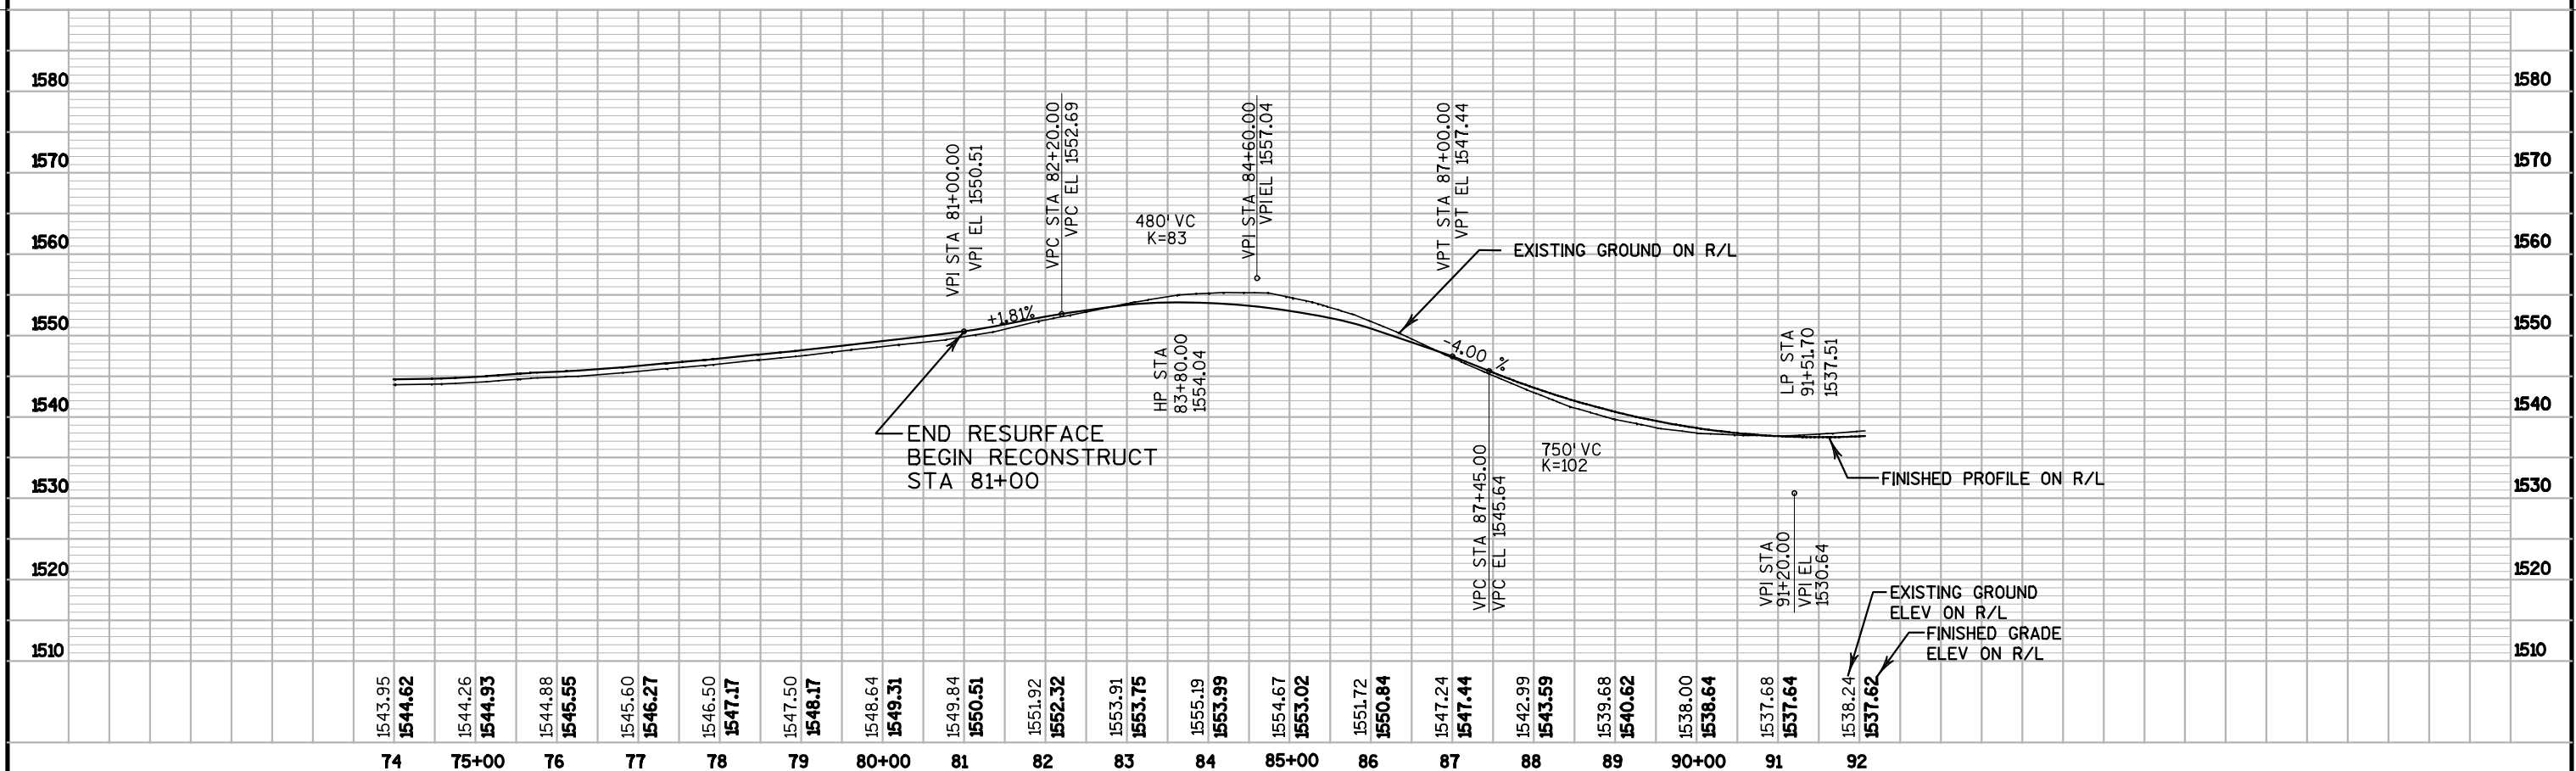 1580
1570
1560
1550
1540
1530
1520
1510
VPI STA 81+00.00
VPI EL 1550.51
VPC STA 82+20.00
VPC EL 1552.69
480' VC
K=83
VPI STA 84+60.00
VPI EL 1557.04
VPT STA 87+00.00
VPT EL 1547.44
EXISTING GROUND ON R/L
+1.81%
-4.00 %
HP STA
83+80.00
1554.04
LP STA
91+51.70
1537.51
END RESURFACE
BEGIN RECONSTRUCT
STA 81+00
750' VC
K=102
VPC STA 87+45.00
VPC EL 1545.64
FINISHED PROFILE ON R/L
VPI STA
91+20.00
VPI EL
1530.64
EXISTING GROUND
ELEV ON R/L
FINISHED GRADE
ELEV ON R/L
1580
1570
1560
1550
1540
1530
1520
1510
1543.95
1544.62
1544.26
1544.93
1544.88
1545.55
1545.60
1546.27
1546.50
1547.17
1547.50
1548.17
1548.64
1549.31
1549.84
1550.51
1551.92
1552.32
1553.91
1553.75
1555.19
1553.99
1554.67
1553.02
1551.72
1550.84
1547.24
1547.44
1542.99
1543.59
1539.68
1540.62
1538.00
1538.64
1537.68
1537.64
1538.24
1537.62
74 75+00 76 77 78 79 80+00 81 82 83 84 85+00 86 87 88 89 90+00 91 92